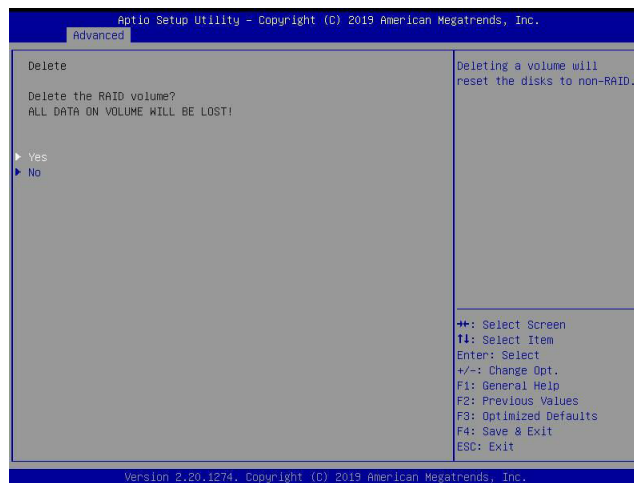 Aptio Setup Utility – Copyright (C) 2019 American Megatrends, Inc.
Advanced
Delete
Delete the RAID volume?
ALL DATA ON VOLUME WILL BE LOST!
Yes
No
Deleting a volume will
reset the disks to non-RAID.
→←: Select Screen
↑↓: Select Item
Enter: Select
+/-: Change Opt.
F1: General Help
F2: Previous Values
F3: Optimized Defaults
F4: Save & Exit
ESC: Exit
Version 2.20.1274. Copyright (C) 2019 American Megatrends, Inc.